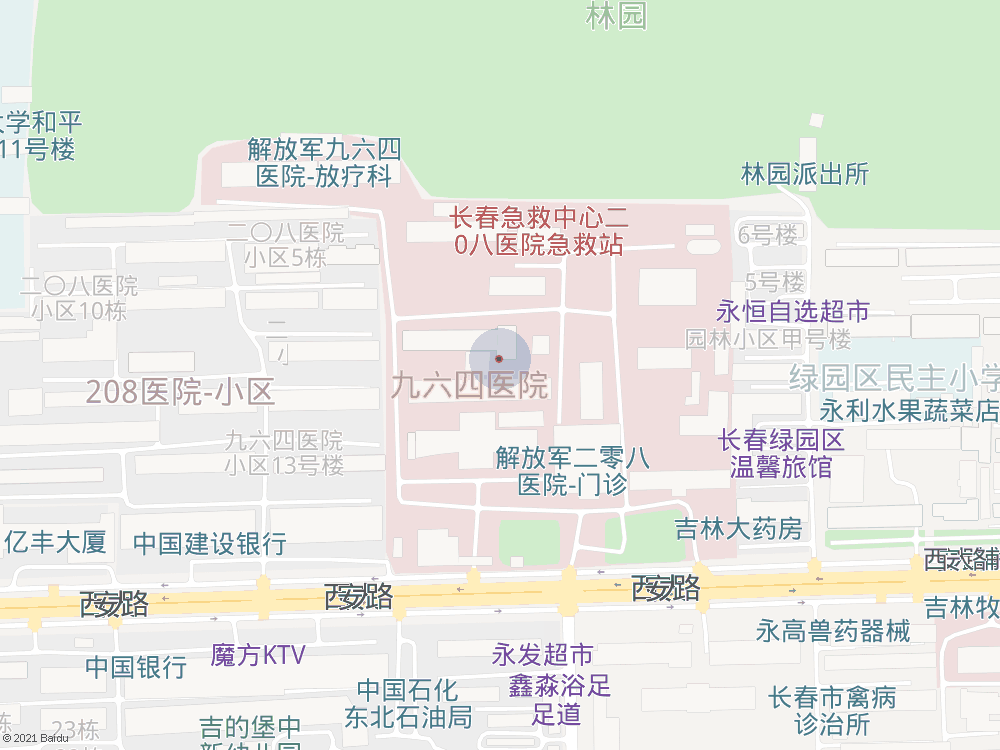 林园
大学和平
11号楼
解放军九六四
医院-放疗科
林园派出所
长春急救中心二
0八医院急救站
二〇八医院
小区5栋
6号楼
二〇八医院
小区10栋
5号楼
永恒自选超市
园林小区甲号楼
二
小
绿园区民主小学
208医院-小区
九六四医院
永利水果蔬菜店
九六四医院
小区13号楼
长春绿园区
温馨旅馆
解放军二零八
医院-门诊
亿丰大厦
中国建设银行
吉林大药房
西安路
西安路
西安路
西安路
吉林牧
永高兽药器械
中国银行
魔方KTV
永发超市
鑫淼浴足
足道
中国石化
东北石油局
长春市禽病
诊治所
栋
23栋
吉的堡中
新幼儿园
© 2021 Baidu